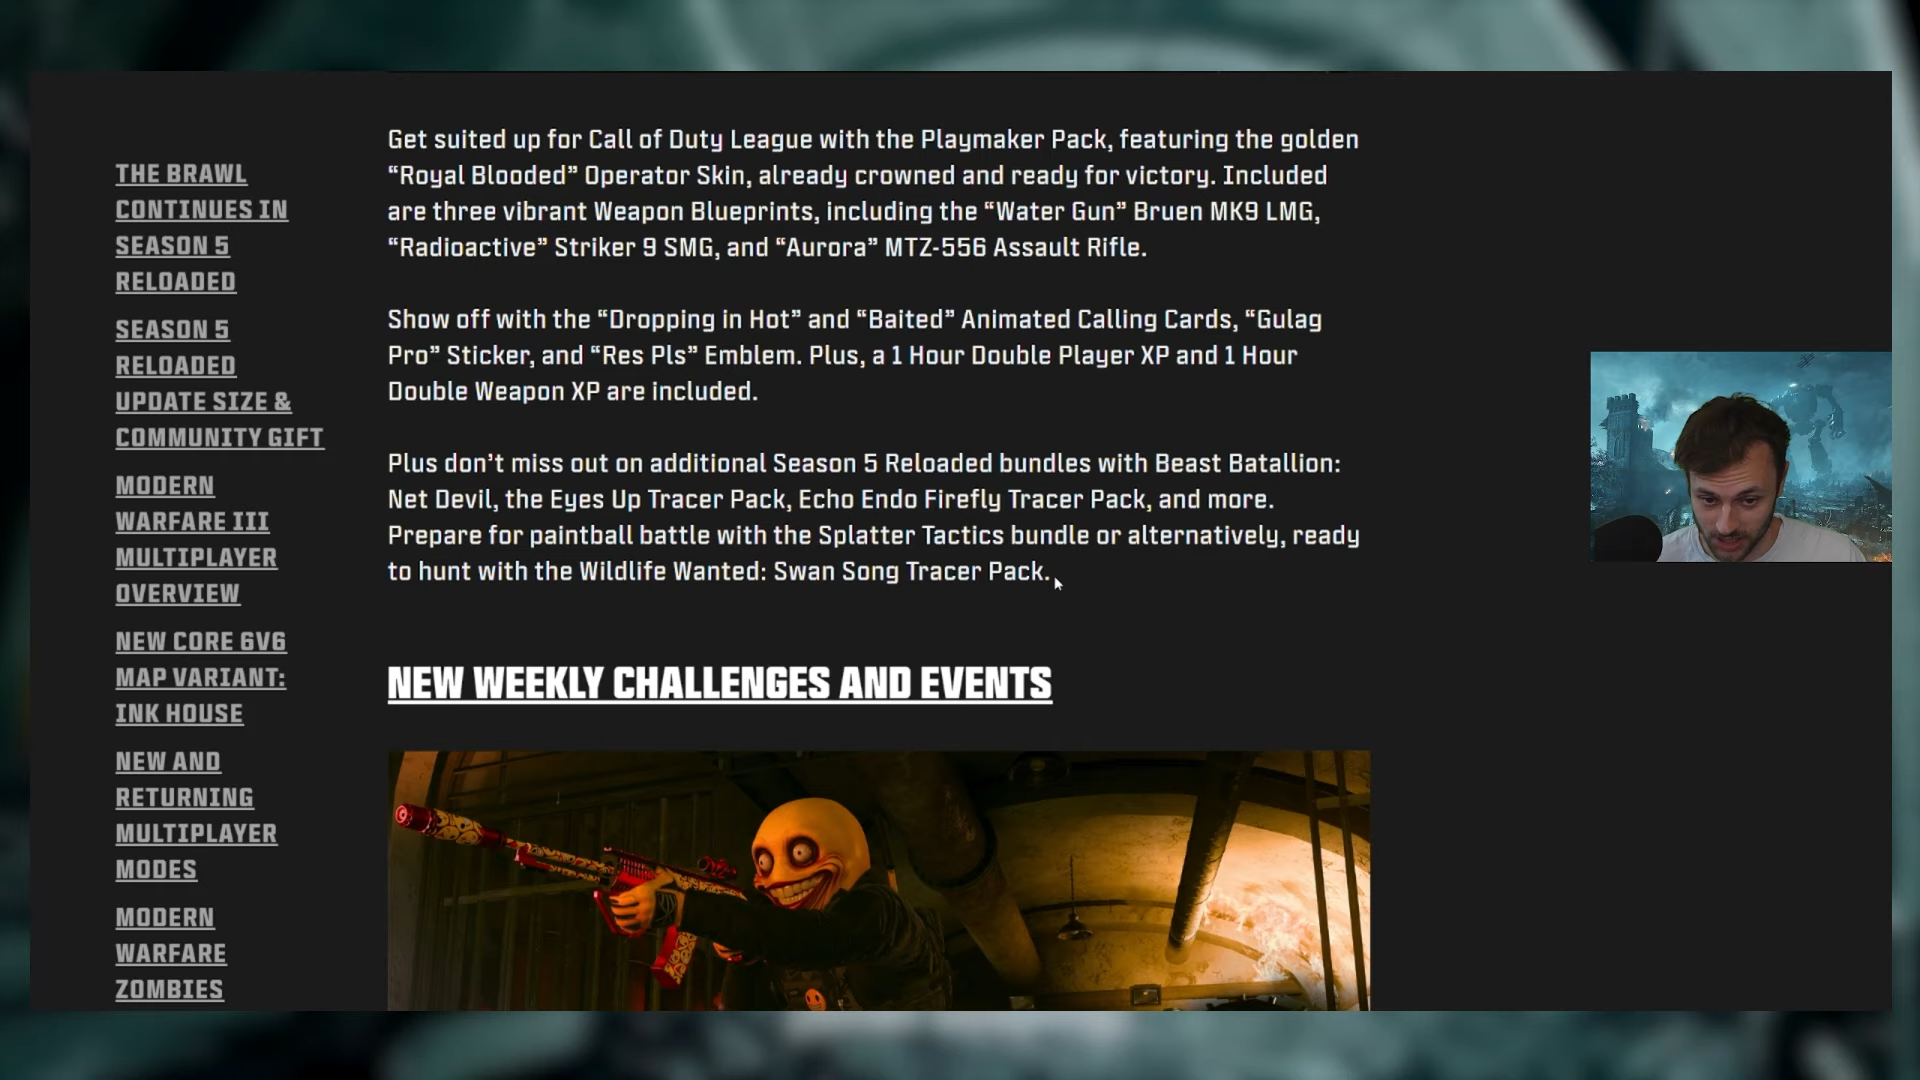 THE BRAWL
CONTINUES IN
SEASON 5
RELOADED
SEASON 5
RELOADED
UPDATE SIZE &
COMMUNITY GIFT
MODERN
WARFARE III
MULTIPLAYER
OVERVIEW
NEW CORE 6V6
MAP VARIANT:
INK HOUSE
NEW AND
RETURNING
MULTIPLAYER
MODES
MODERN
WARFARE
ZOMBIES
Get suited up for Call of Duty League with the Playmaker Pack, featuring the golden
“Royal Blooded” Operator Skin, already crowned and ready for victory. Included
are three vibrant Weapon Blueprints, including the “Water Gun” Bruen MK9 LMG,
“Radioactive” Striker 9 SMG, and “Aurora” MTZ-556 Assault Rifle.
Show off with the “Dropping in Hot” and “Baited” Animated Calling Cards, “Gulag
Pro” Sticker, and “Res Pls” Emblem. Plus, a 1 Hour Double Player XP and 1 Hour
Double Weapon XP are included.
Plus don’t miss out on additional Season 5 Reloaded bundles with Beast Batallion:
Net Devil, the Eyes Up Tracer Pack, Echo Endo Firefly Tracer Pack, and more.
Prepare for paintball battle with the Splatter Tactics bundle or alternatively, ready
to hunt with the Wildlife Wanted: Swan Song Tracer Pack.
NEW WEEKLY CHALLENGES AND EVENTS